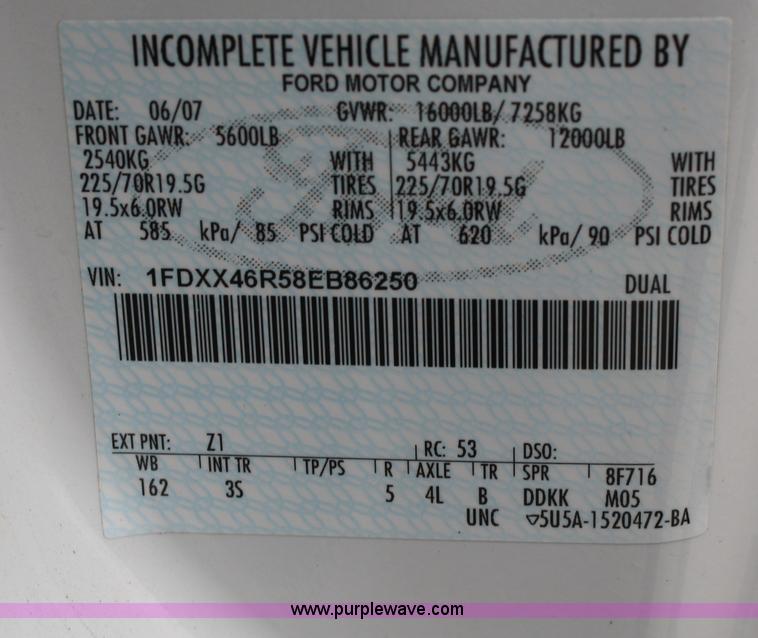 INCOMPLETE VEHICLE MANUFACTURED BY
FORD MOTOR COMPANY
DATE: 06/07 GVWR: 16000LB/ 7258KG
FRONT GAWR: 5600LB REAR GAWR: 12000LB
2540KG WITH 5443KG WITH
225/70R19.5G TIRES 225/70R19.5G TIRES
19.5x6.0RW RIMS 19.5x6.0RW RIMS
AT 585 kPa/ 85 PSI COLD AT 620 kPa/ 90 PSI COLD
VIN: 1FDXX46R58EB86250 DUAL
EXT PNT: Z1 RC: 53 DSO:
WB INT TR TP/PS R AXLE TR SPR 8F716
162 3S 5 4L B DDKK M05
UNC ▽5U5A-1520472-BA
www.purplewave.com